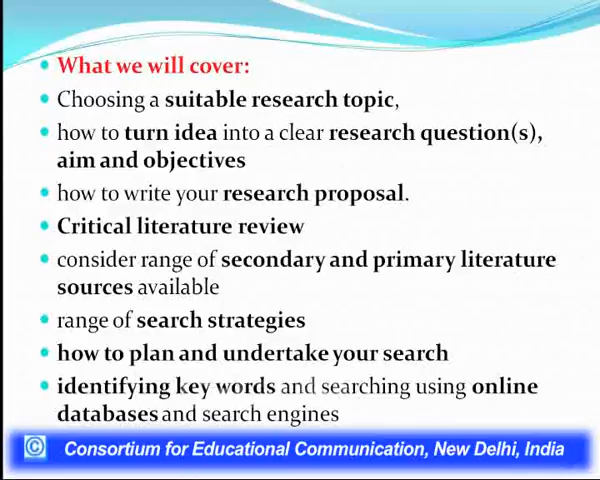 What we will cover:
Choosing a suitable research topic,
how to turn idea into a clear research question(s),
aim and objectives
how to write your research proposal.
Critical literature review
consider range of secondary and primary literature
sources available
range of search strategies
how to plan and undertake your search
identifying key words and searching using online
databases and search engines
© Consortium for Educational Communication, New Delhi, India